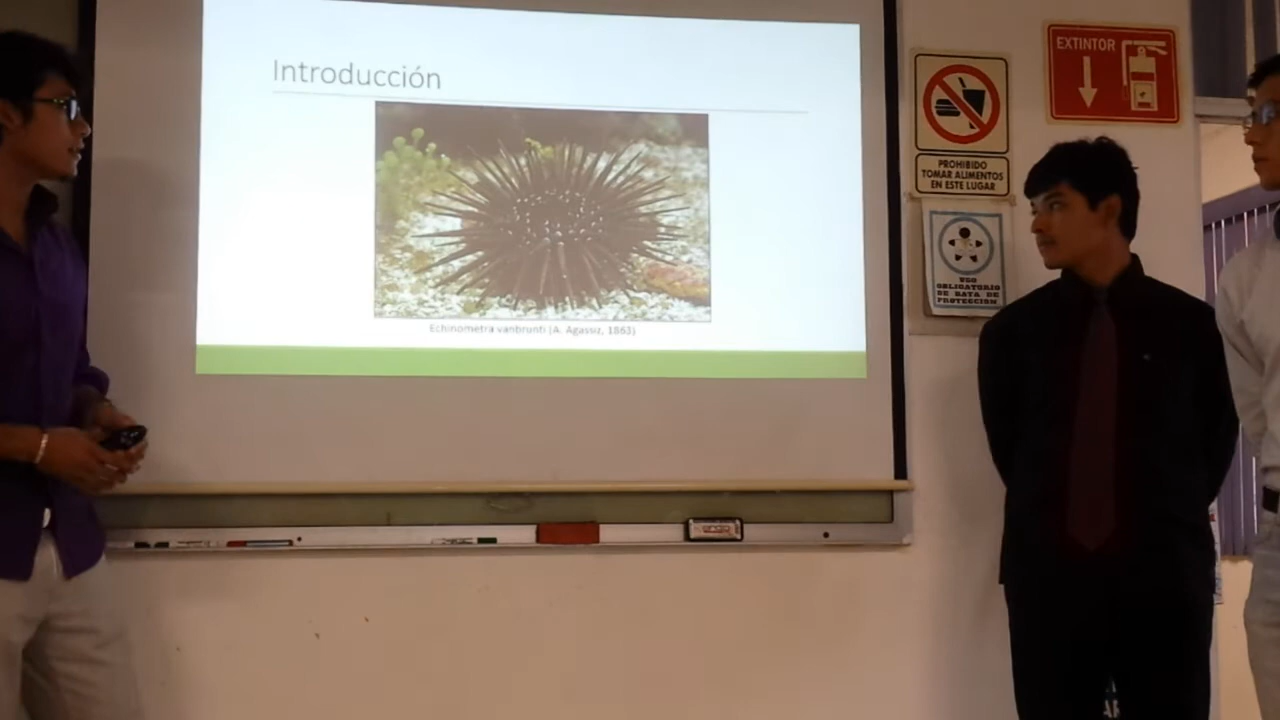 Introducción
Echinometra vanbrunti (A. Agassiz, 1863)
EXTINTOR
PROHIBIDO
TOMAR ALIMENTOS
EN ESTE LUGAR
USO
OBLIGATORIO
DE BATA DE
PROTECCION